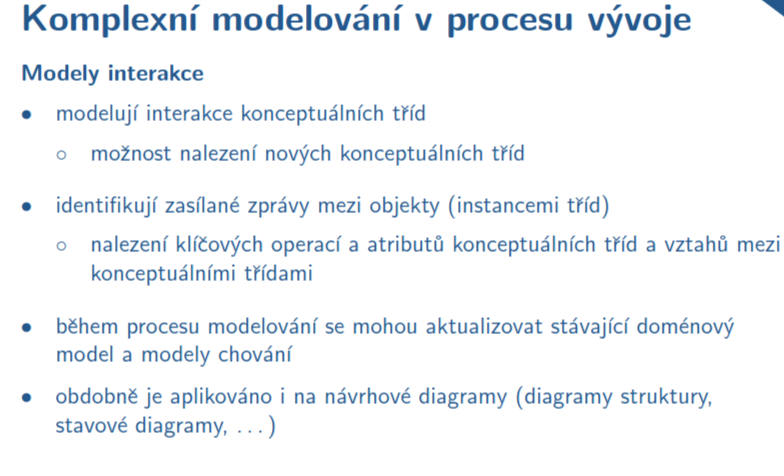 Komplexní modelování v procesu vývoje
Modely interakce
• modelují interakce konceptuálních tříd
○ možnost nalezení nových konceptuálních tříd
• identifikují zasílané zprávy mezi objekty (instancemi tříd)
○ nalezení klíčových operací a atributů konceptuálních tříd a vztahů mezi
konceptuálními třídami
• během procesu modelování se mohou aktualizovat stávající doménový
model a modely chování
• obdobně je aplikováno i na návrhové diagramy (diagramy struktury,
stavové diagramy, ...)